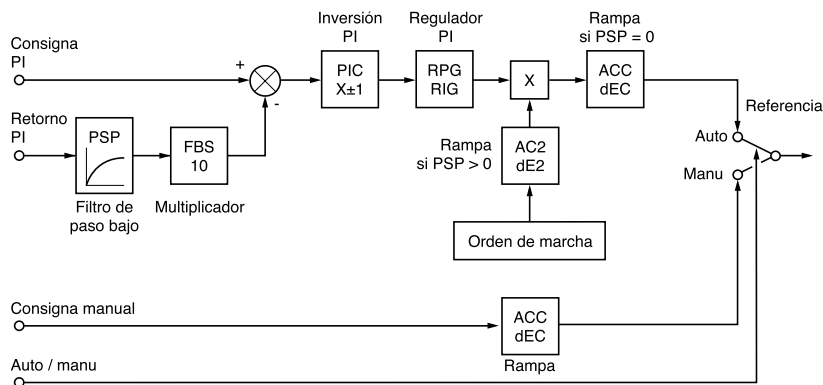 Consigna
PI
Retorno
PI
+
-
PSP
Filtro de
paso bajo
FBS
10
Multiplicador
Inversión
PI
PIC
X±1
Regulador
PI
RPG
RIG
X
Rampa
si PSP = 0
ACC
dEC
Rampa
si PSP > 0
AC2
dE2
Orden de marcha
Referencia
Auto
Manu
Consigna manual
ACC
dEC
Rampa
Auto / manu